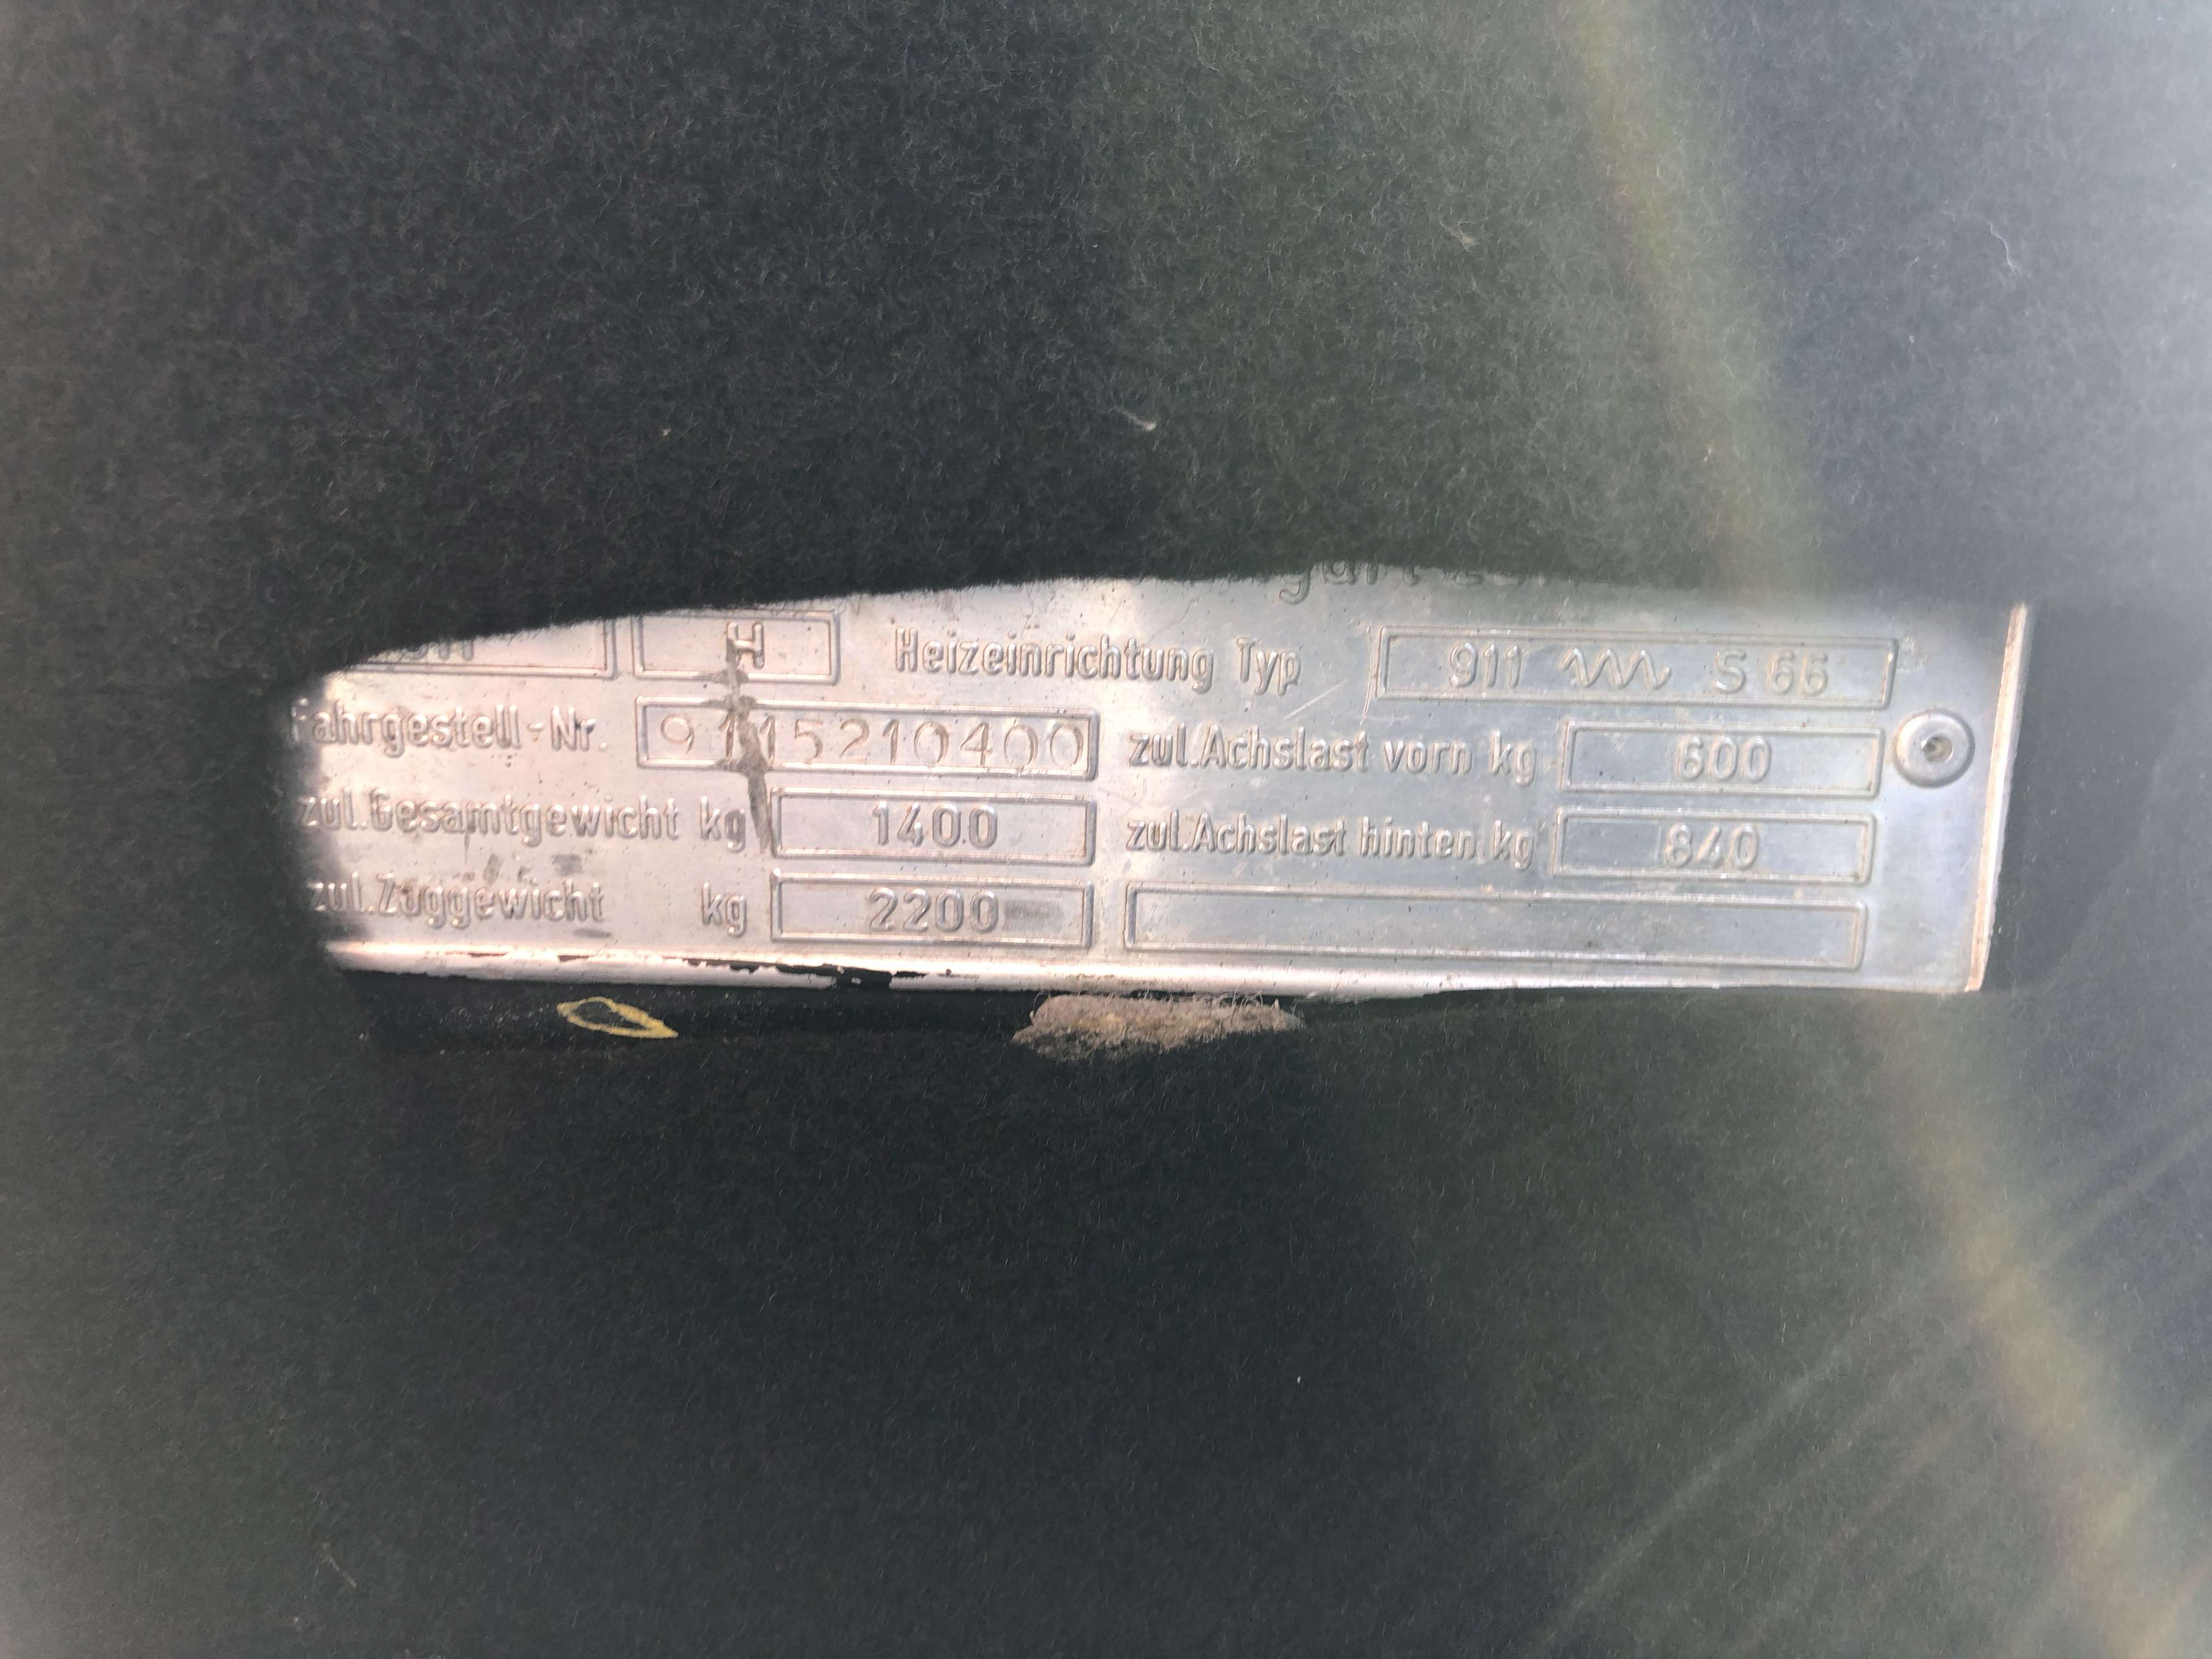 H Heizeinrichtung Typ 911 S 66
Fahrgestell-Nr. 9115210400 zul.Achslast vorn kg 600
zul.Gesamtgewicht kg 1400 zul.Achslast hinten kg 840
zul.Zuggewicht kg 2200